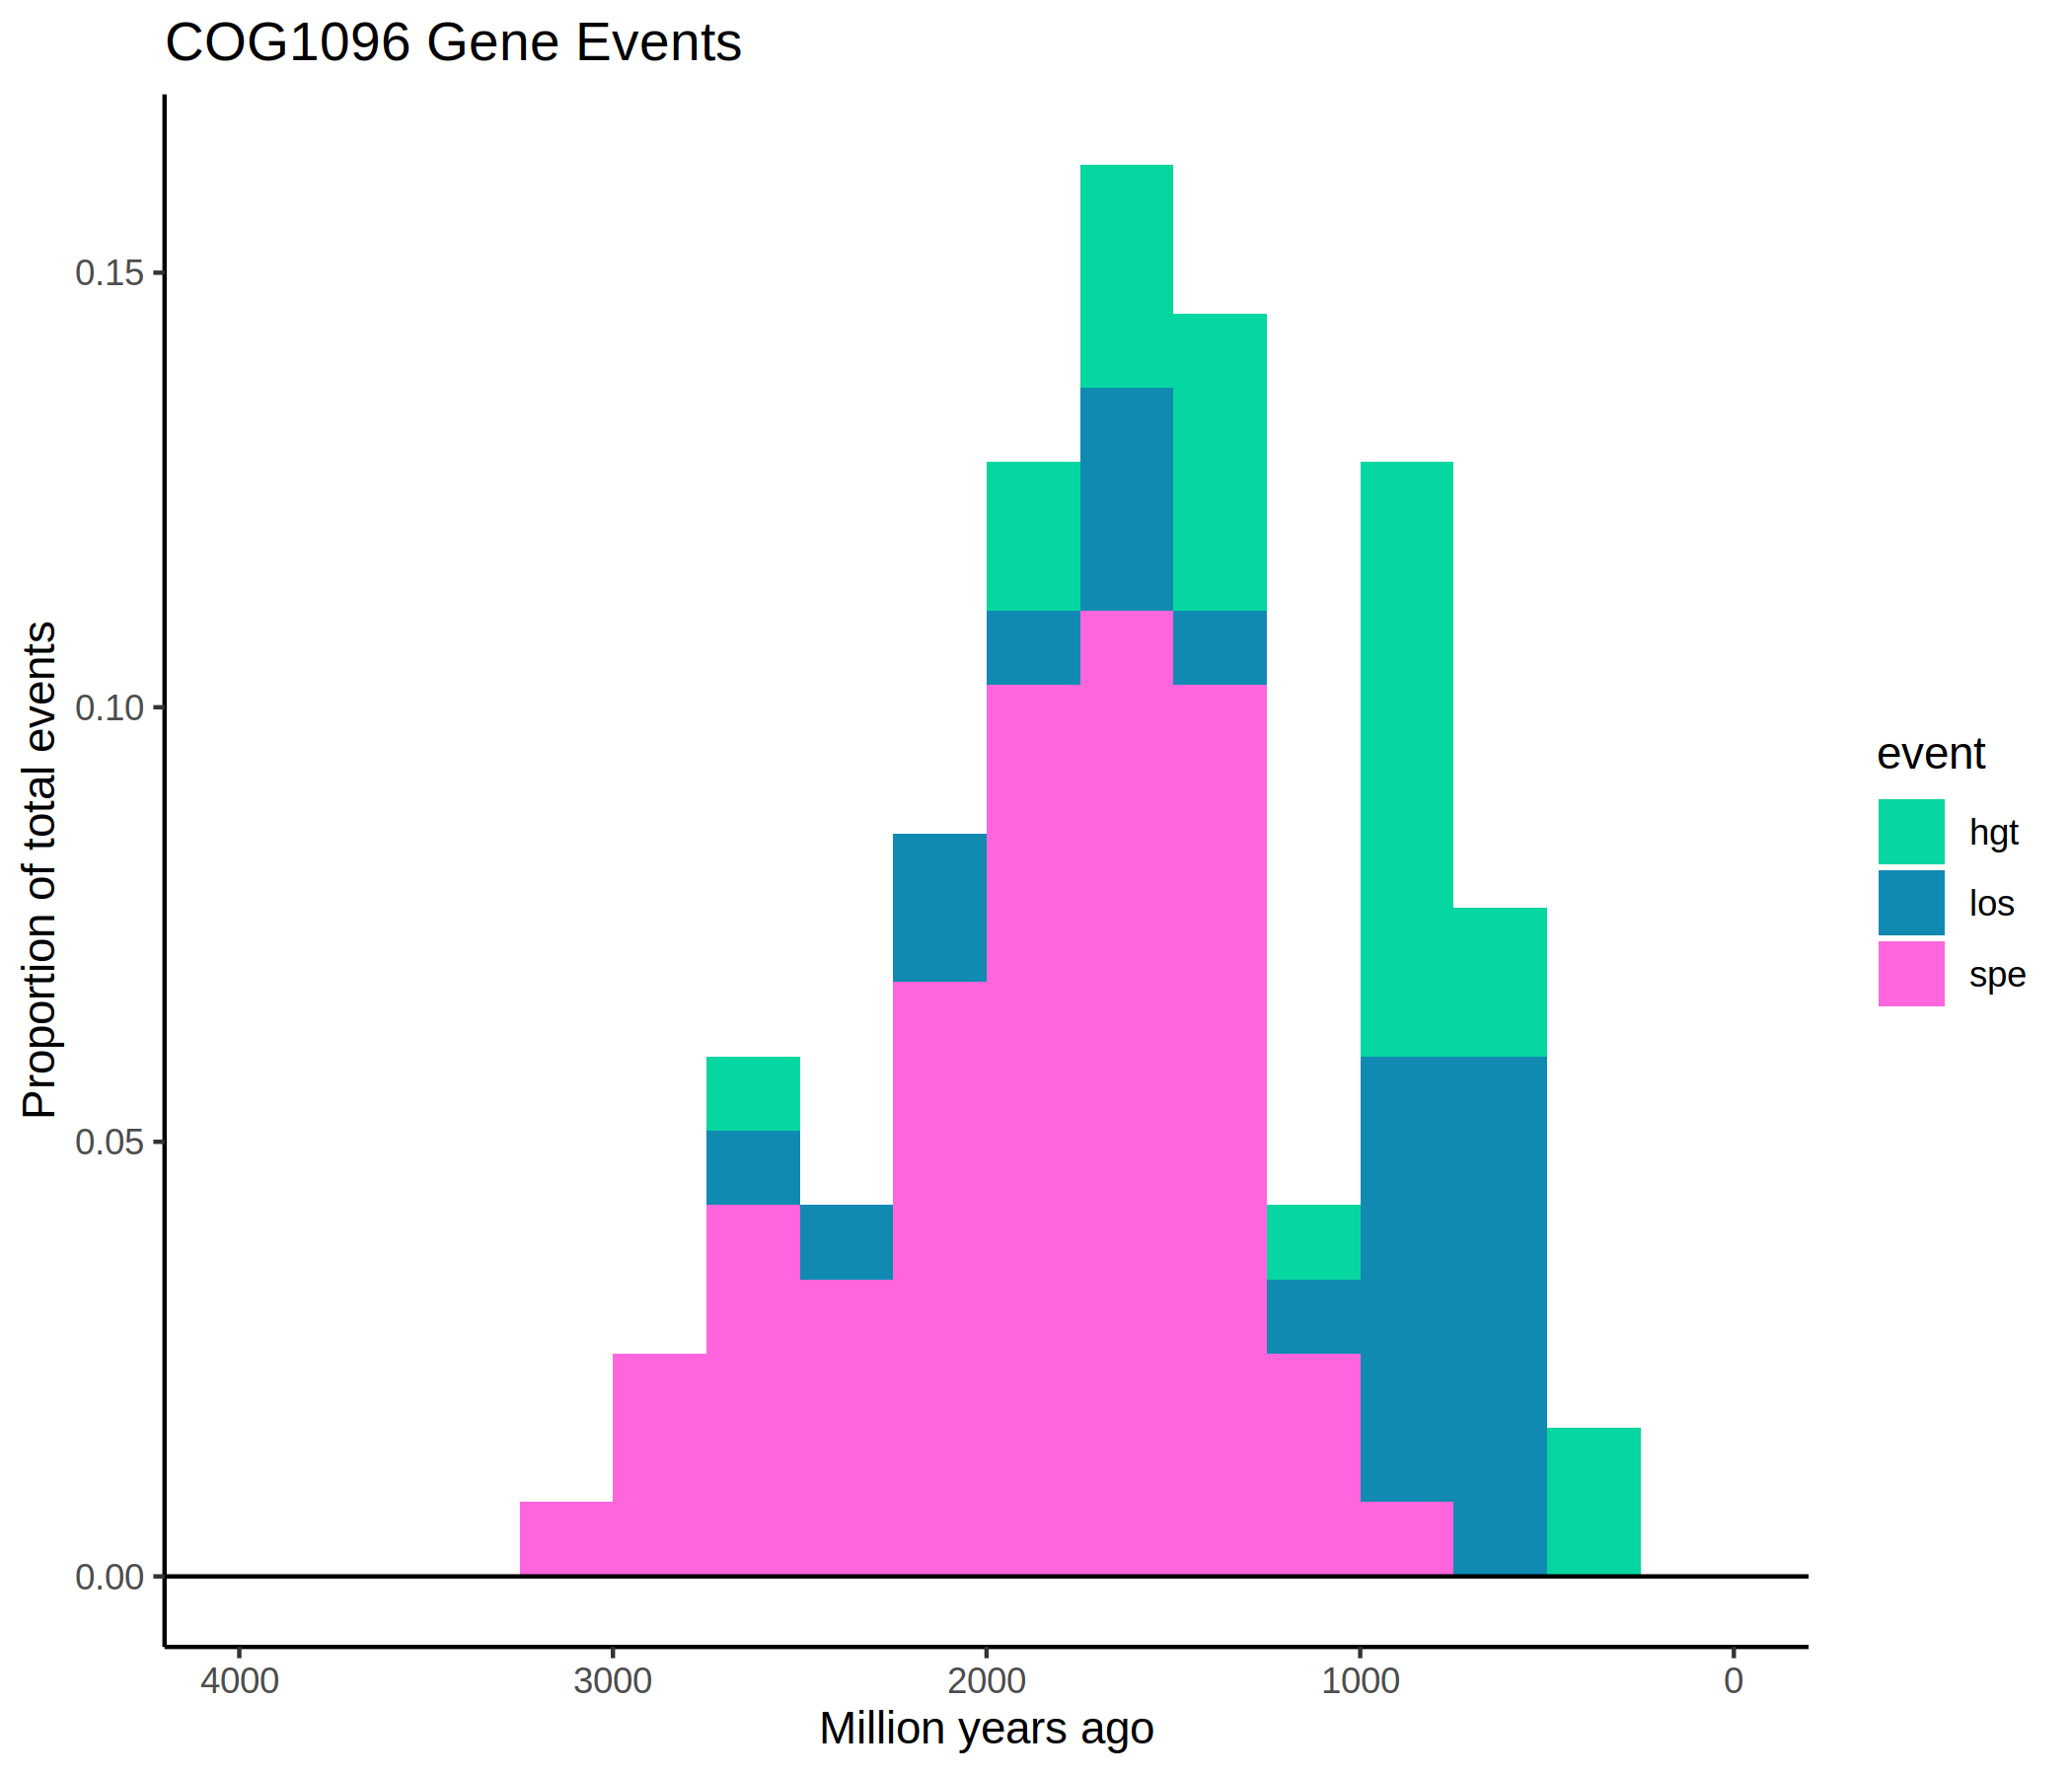 COG1096 Gene Events
Proportion of total events
0.15
0.10
0.05
0.00
4000 3000 2000 1000 0
Million years ago
event
hgt
los
spe